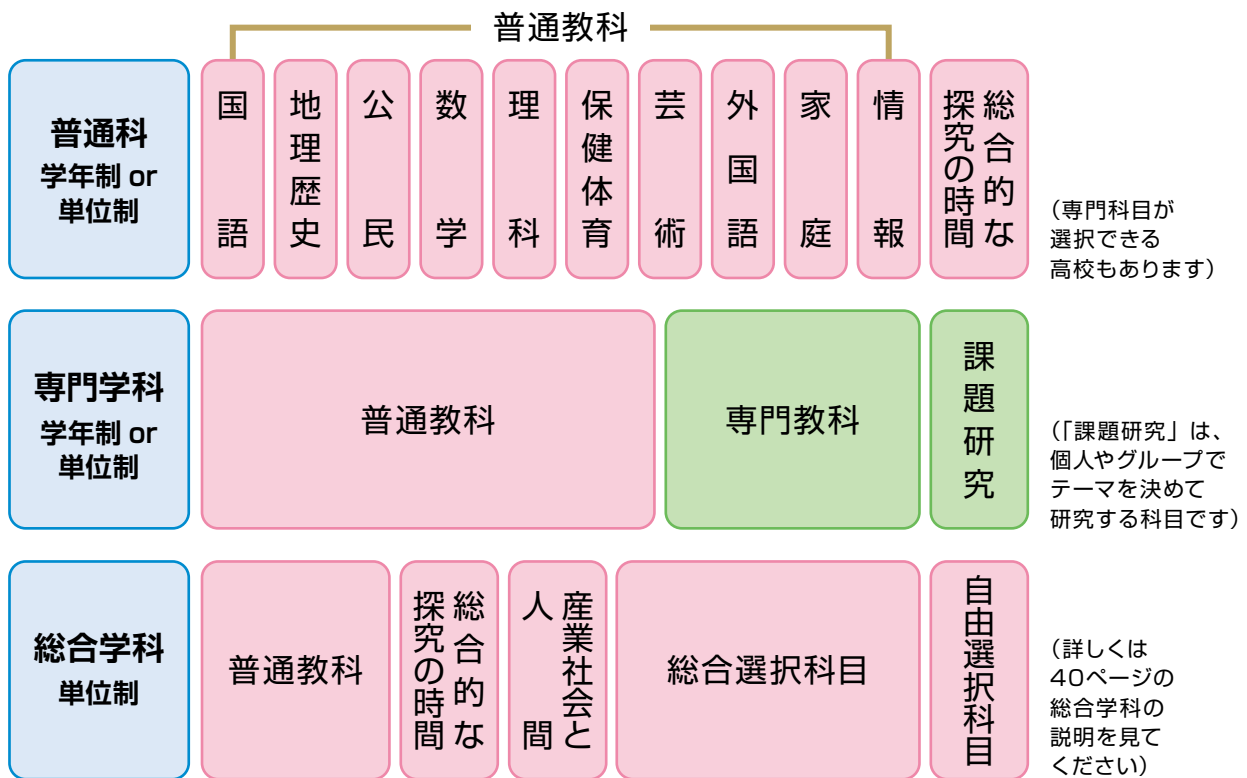 普通教科
普通科
学年制 or
単位制
国語
地理歴史
公民
数学
理科
保健体育
芸術
外国語
家庭
情報
総合的な
探究の時間
(専門科目が
選択できる
高校もあります)
専門学科
学年制 or
単位制
普通教科
専門教科
課題研究
(「課題研究」は、
個人やグループで
テーマを決めて
研究する科目です)
総合学科
単位制
普通教科
総合的な
探究の時間
産業社会と
人間
総合選択科目
自由選択科目
(詳しくは
40ページの
総合学科の
説明を見て
ください)